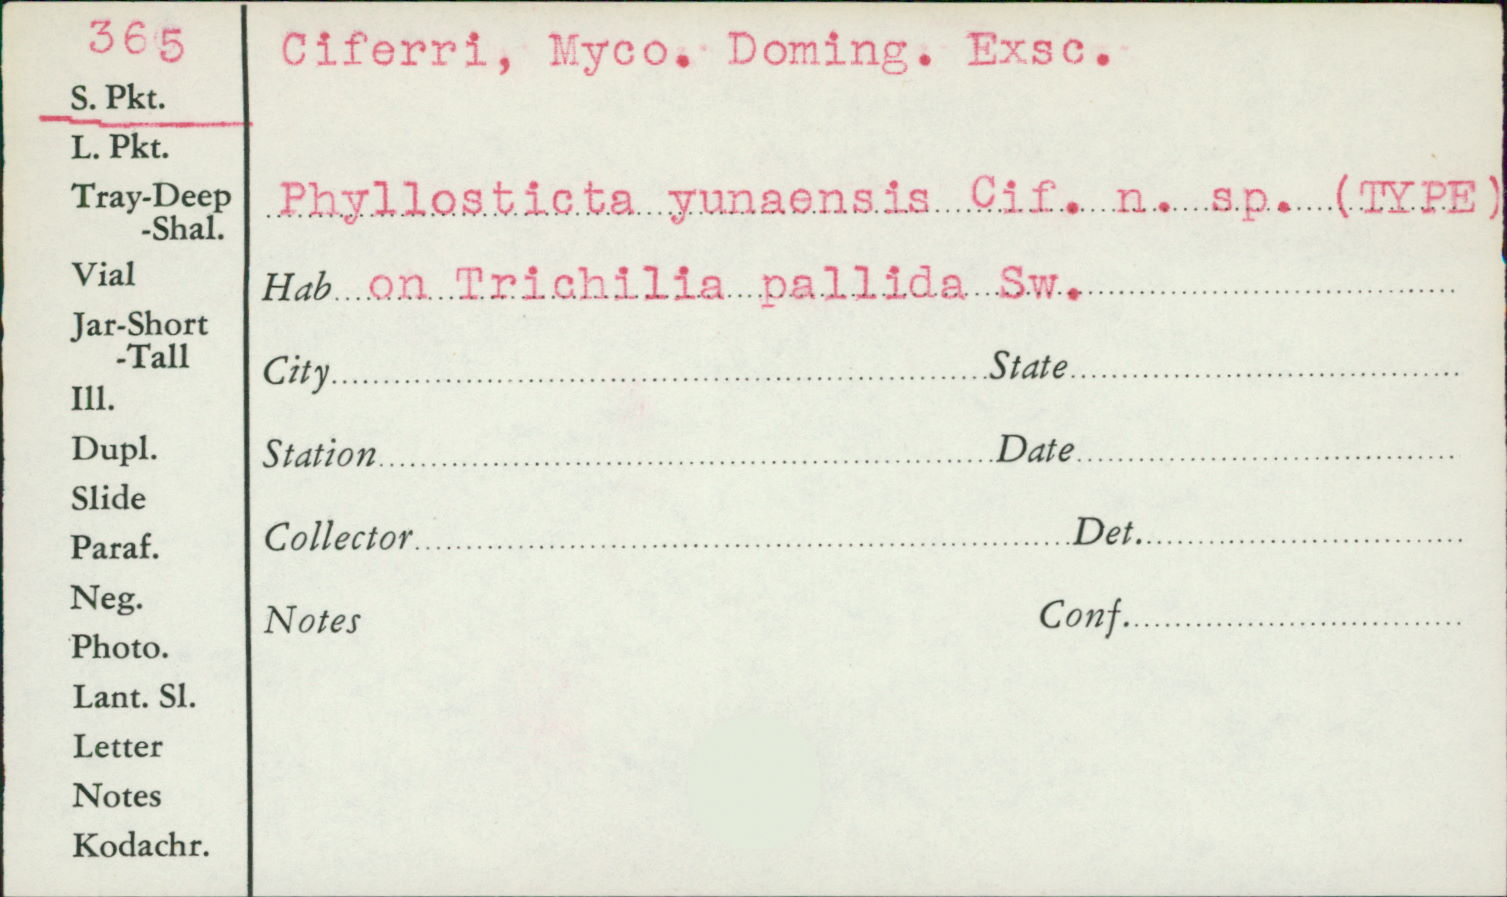 365
S. Pkt.
L. Pkt.
Tray-Deep
-Shal.
Vial
Jar-Short
-Tall
Ill.
Dupl.
Slide
Paraf.
Neg.
Photo.
Lant. Sl.
Letter
Notes
Kodachr.
Ciferri, Myco. Doming. Exsc.
Phyllosticta yunaensis Cif. n. sp. (TYPE)
Hab on Trichilia pallida Sw.
City State
Station Date
Collector Det.
Notes Conf.